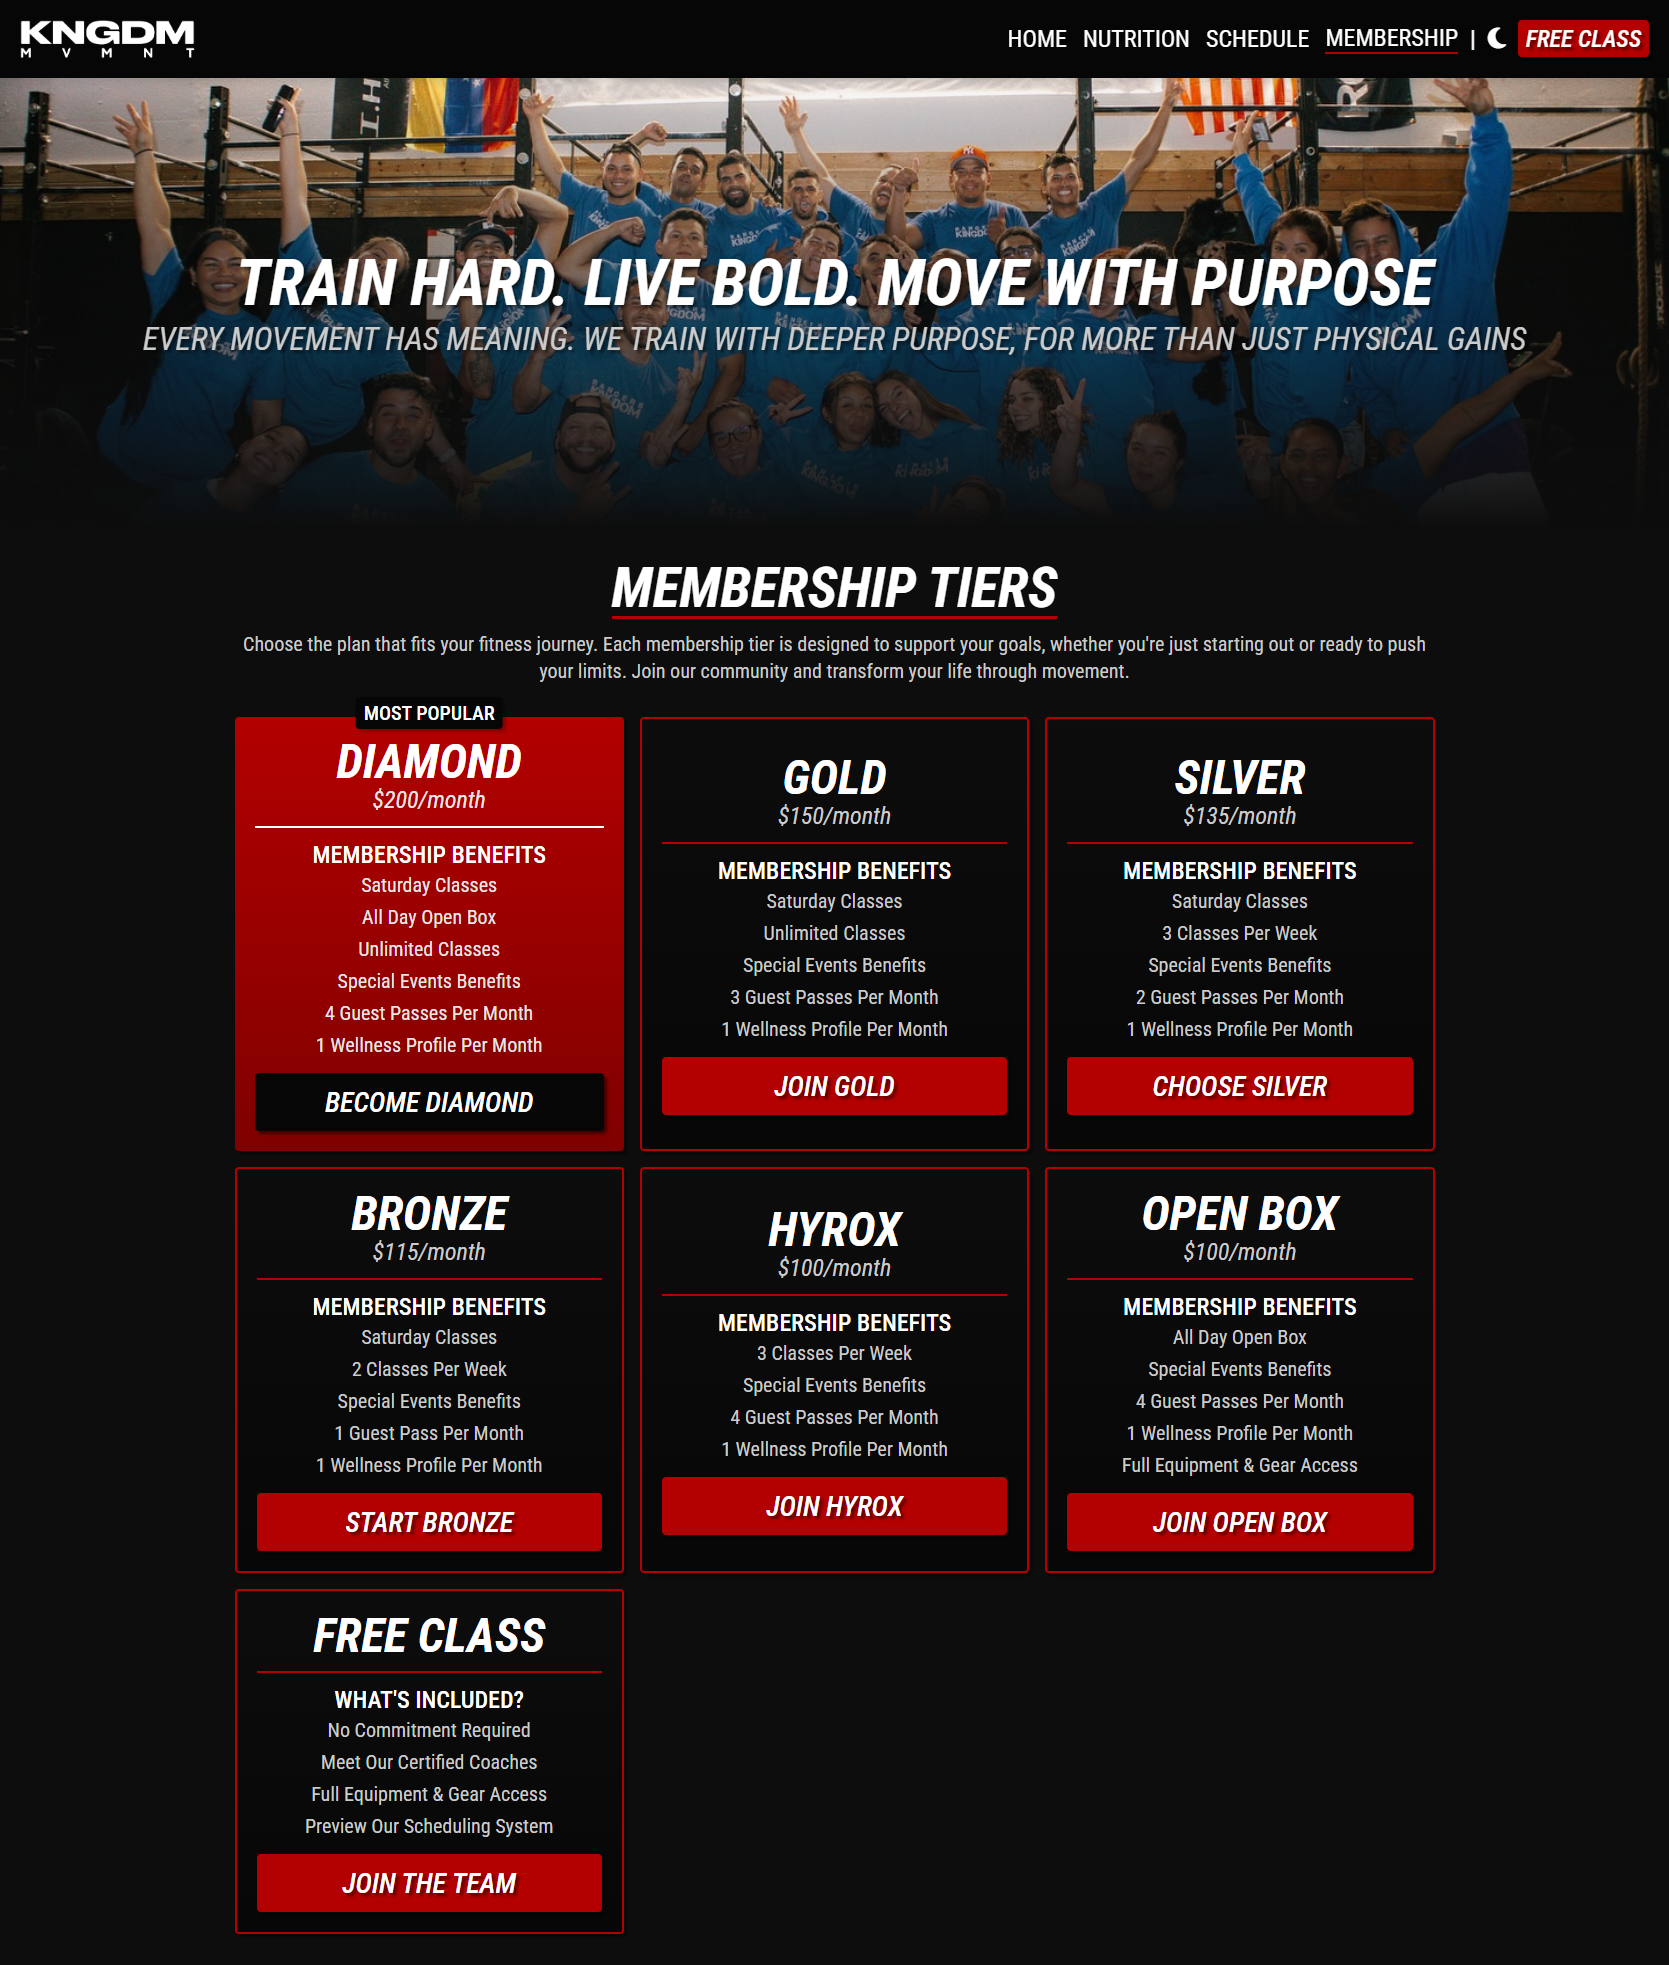 KNGDM
MVMNT
HOME NUTRITION SCHEDULE MEMBERSHIP | FREE CLASS
TRAIN HARD. LIVE BOLD. MOVE WITH PURPOSE
EVERY MOVEMENT HAS MEANING. WE TRAIN WITH DEEPER PURPOSE, FOR MORE THAN JUST PHYSICAL GAINS
MEMBERSHIP TIERS
Choose the plan that fits your fitness journey. Each membership tier is designed to support your goals, whether you're just starting out or ready to push
your limits. Join our community and transform your life through movement.
MOST POPULAR
DIAMOND
$200/month
MEMBERSHIP BENEFITS
Saturday Classes
All Day Open Box
Unlimited Classes
Special Events Benefits
4 Guest Passes Per Month
1 Wellness Profile Per Month
BECOME DIAMOND
GOLD
$150/month
MEMBERSHIP BENEFITS
Saturday Classes
Unlimited Classes
Special Events Benefits
3 Guest Passes Per Month
1 Wellness Profile Per Month
JOIN GOLD
SILVER
$135/month
MEMBERSHIP BENEFITS
Saturday Classes
3 Classes Per Week
Special Events Benefits
2 Guest Passes Per Month
1 Wellness Profile Per Month
CHOOSE SILVER
BRONZE
$115/month
MEMBERSHIP BENEFITS
Saturday Classes
2 Classes Per Week
Special Events Benefits
1 Guest Pass Per Month
1 Wellness Profile Per Month
START BRONZE
HYROX
$100/month
MEMBERSHIP BENEFITS
3 Classes Per Week
Special Events Benefits
4 Guest Passes Per Month
1 Wellness Profile Per Month
JOIN HYROX
OPEN BOX
$100/month
MEMBERSHIP BENEFITS
All Day Open Box
Special Events Benefits
4 Guest Passes Per Month
1 Wellness Profile Per Month
Full Equipment & Gear Access
JOIN OPEN BOX
FREE CLASS
WHAT'S INCLUDED?
No Commitment Required
Meet Our Certified Coaches
Full Equipment & Gear Access
Preview Our Scheduling System
JOIN THE TEAM